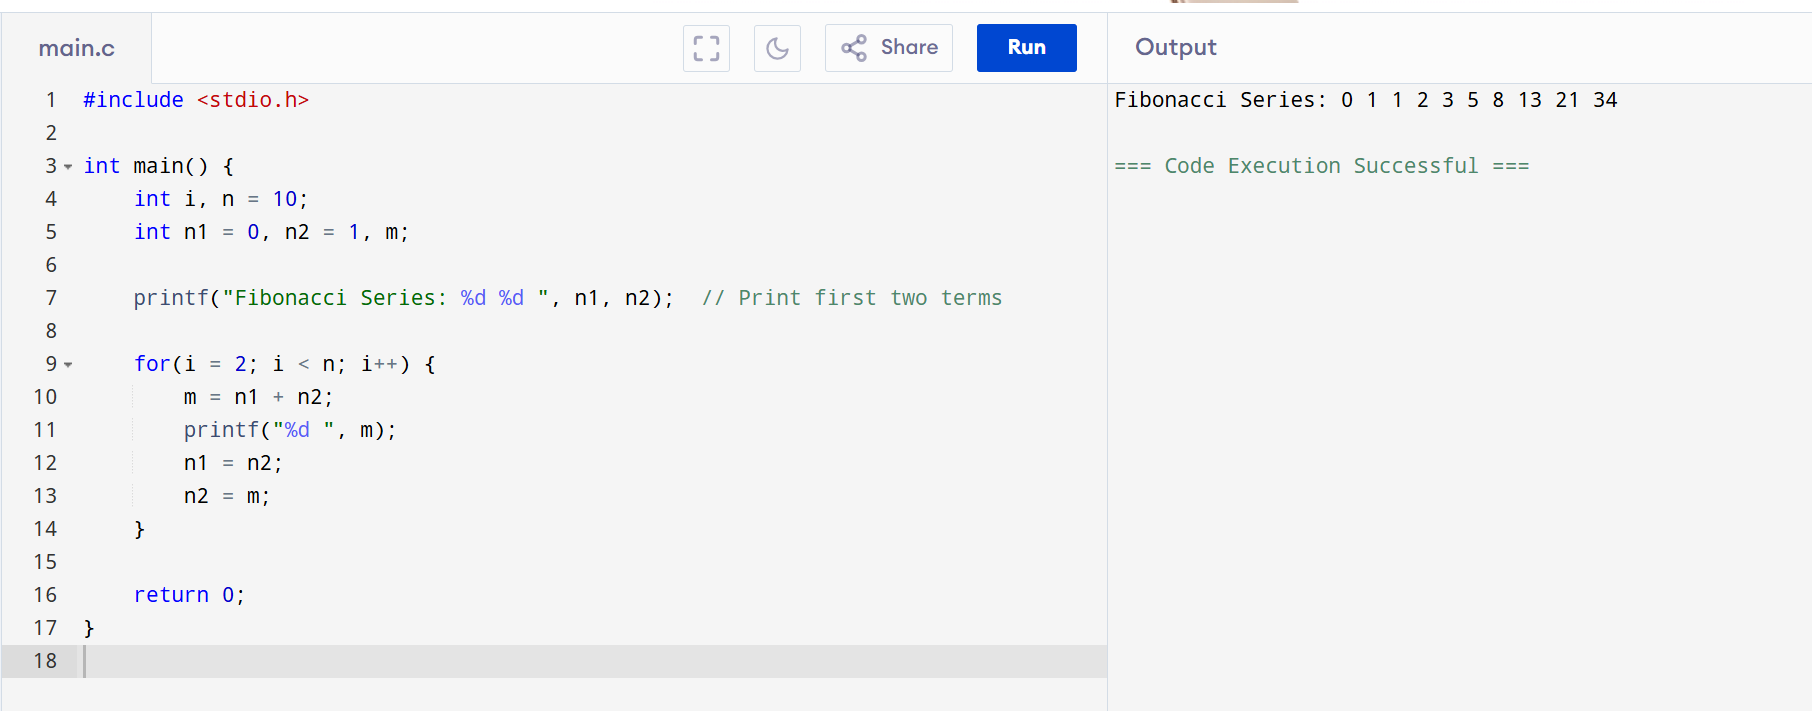 main.c
Share
Run
Output
1 #include <stdio.h>
2
3 int main() {
4     int i, n = 10;
5     int n1 = 0, n2 = 1, m;
6
7     printf("Fibonacci Series: %d %d ", n1, n2);  // Print first two terms
8
9     for(i = 2; i < n; i++) {
10         m = n1 + n2;
11         printf("%d ", m);
12         n1 = n2;
13         n2 = m;
14     }
15
16     return 0;
17 }
18
Fibonacci Series: 0 1 1 2 3 5 8 13 21 34
=== Code Execution Successful ===